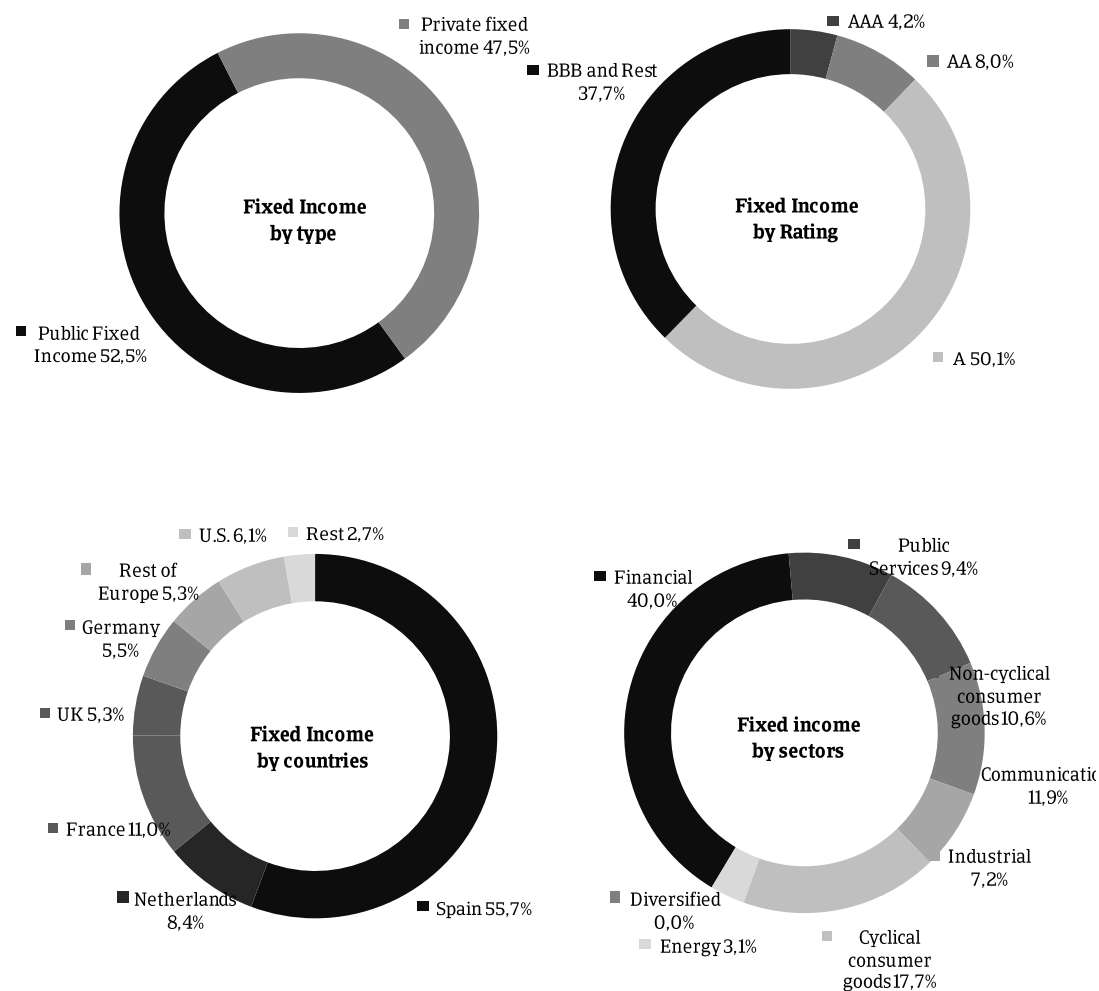 Private fixed
income 47,5%
Fixed Income
by type
Public Fixed
Income 52,5%
AAA 4,2%
AA 8,0%
BBB and Rest
37,7%
Fixed Income
by Rating
A 50,1%
U.S. 6,1%
Rest 2,7%
Rest of
Europe 5,3%
Germany
5,5%
UK 5,3%
Fixed Income
by countries
France 11,0%
Netherlands
8,4%
Spain 55,7%
Public
Services 9,4%
Financial
40,0%
Non-cyclical
consumer
goods 10,6%
Fixed income
by sectors
Communicatio
11,9%
Industrial
7,2%
Diversified
0,0%
Energy 3,1%
Cyclical
consumer
goods 17,7%